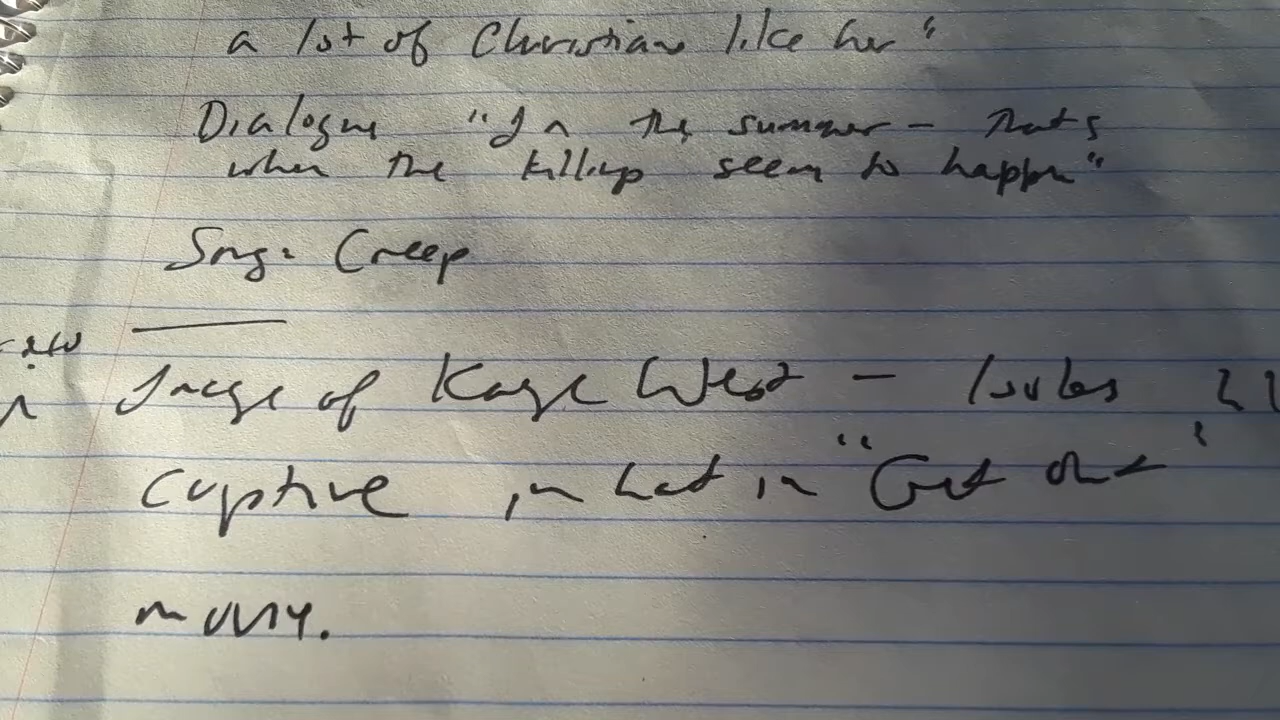 a lot of Christians like her"
Dialogue "In the summer – that's
when the killings seem to happen"
Song: Creep
Image of Kanye West – looks
captive in hat in "Get Out"
movie.